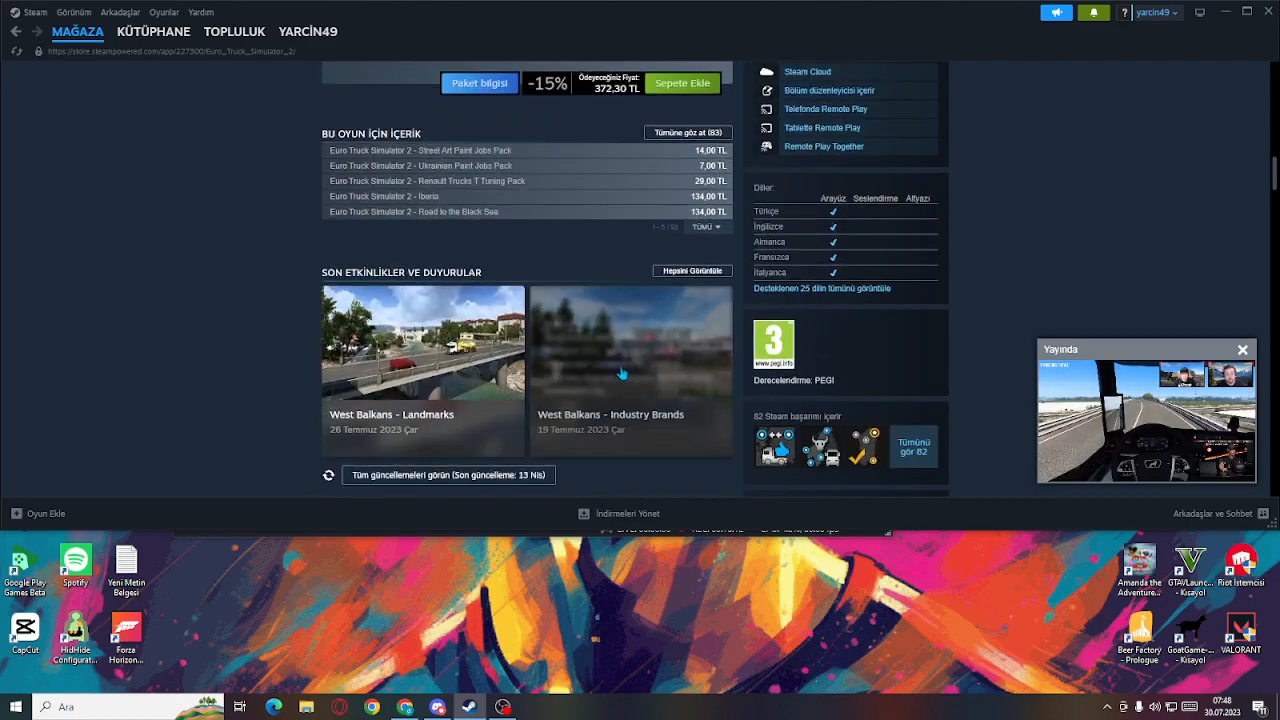 Steam Görünüm Arkadaşlar Oyunlar Yardım
yarcin49
MAĞAZA KÜTÜPHANE TOPLULUK YARCİN49
https://store.steampowered.com/app/227300/Euro_Truck_Simulator_2/
Paket bilgisi
-15%
Ödeyeceğiniz Fiyat:
372,30 TL
Sepete Ekle
BU OYUN İÇİN İÇERİK
Tümüne göz at (83)
Euro Truck Simulator 2 - Street Art Paint Jobs Pack 14,00 TL
Euro Truck Simulator 2 - Ukrainian Paint Jobs Pack 7,00 TL
Euro Truck Simulator 2 - Renault Trucks T Tuning Pack 29,00 TL
Euro Truck Simulator 2 - Iberia 134,00 TL
Euro Truck Simulator 2 - Road to the Black Sea 134,00 TL
TÜMÜ
SON ETKİNLİKLER VE DUYURULAR
Hepsini Görüntüle
West Balkans - Landmarks
26 Temmuz 2023 Çar
West Balkans - Industry Brands
19 Temmuz 2023 Çar
Tüm güncellemeleri görün (Son güncelleme: 13 Nis)
Steam Cloud
Bölüm düzenleyicisi içerir
Telefonda Remote Play
Tablette Remote Play
Remote Play Together
Diller:
Arayüz Seslendirme Altyazı
Türkçe
İngilizce
Almanca
Fransızca
İtalyanca
Desteklenen 25 dilin tümünü görüntüle
3
www.pegi.info
Derecelendirme: PEGI
82 Steam başarımı içerir
Tümünü
gör 82
Yayında
Oyun Ekle
İndirmeleri Yönet
Arkadaşlar ve Sohbet
Google Play
Games Beta
Spotify
Yeni Metin
Belgesi
CapCut
HidHide
Configurat...
Forza
Horizon...
Amanda the
Adventure...
GTAVLaunc...
- Kısayol
Riot İstemcisi
Beer Factory
- Prologue
GoatGame-...
- Kısayol
VALORANT
Ara
07:48
30.07.2023